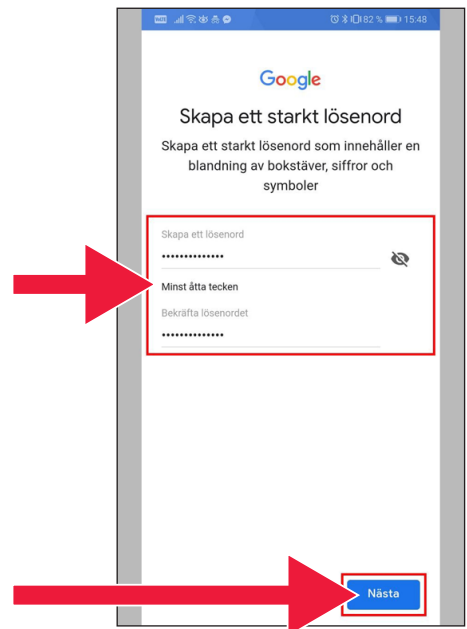 82 % 15:48
Google
Skapa ett starkt lösenord
Skapa ett starkt lösenord som innehåller en
blandning av bokstäver, siffror och
symboler
Skapa ett lösenord
••••••••••••••
Minst åtta tecken
Bekräfta lösenordet
••••••••••••••
Nästa